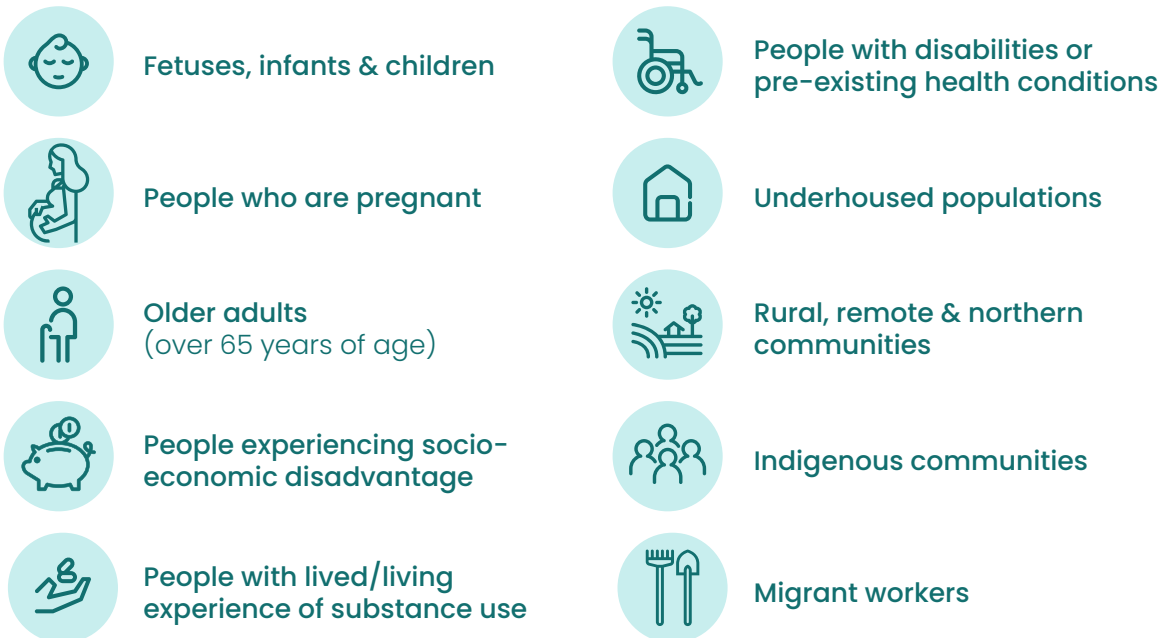 Fetuses, infants & children
People who are pregnant
Older adults
(over 65 years of age)
People experiencing socio-
economic disadvantage
People with lived/living
experience of substance use
People with disabilities or
pre-existing health conditions
Underhoused populations
Rural, remote & northern
communities
Indigenous communities
Migrant workers